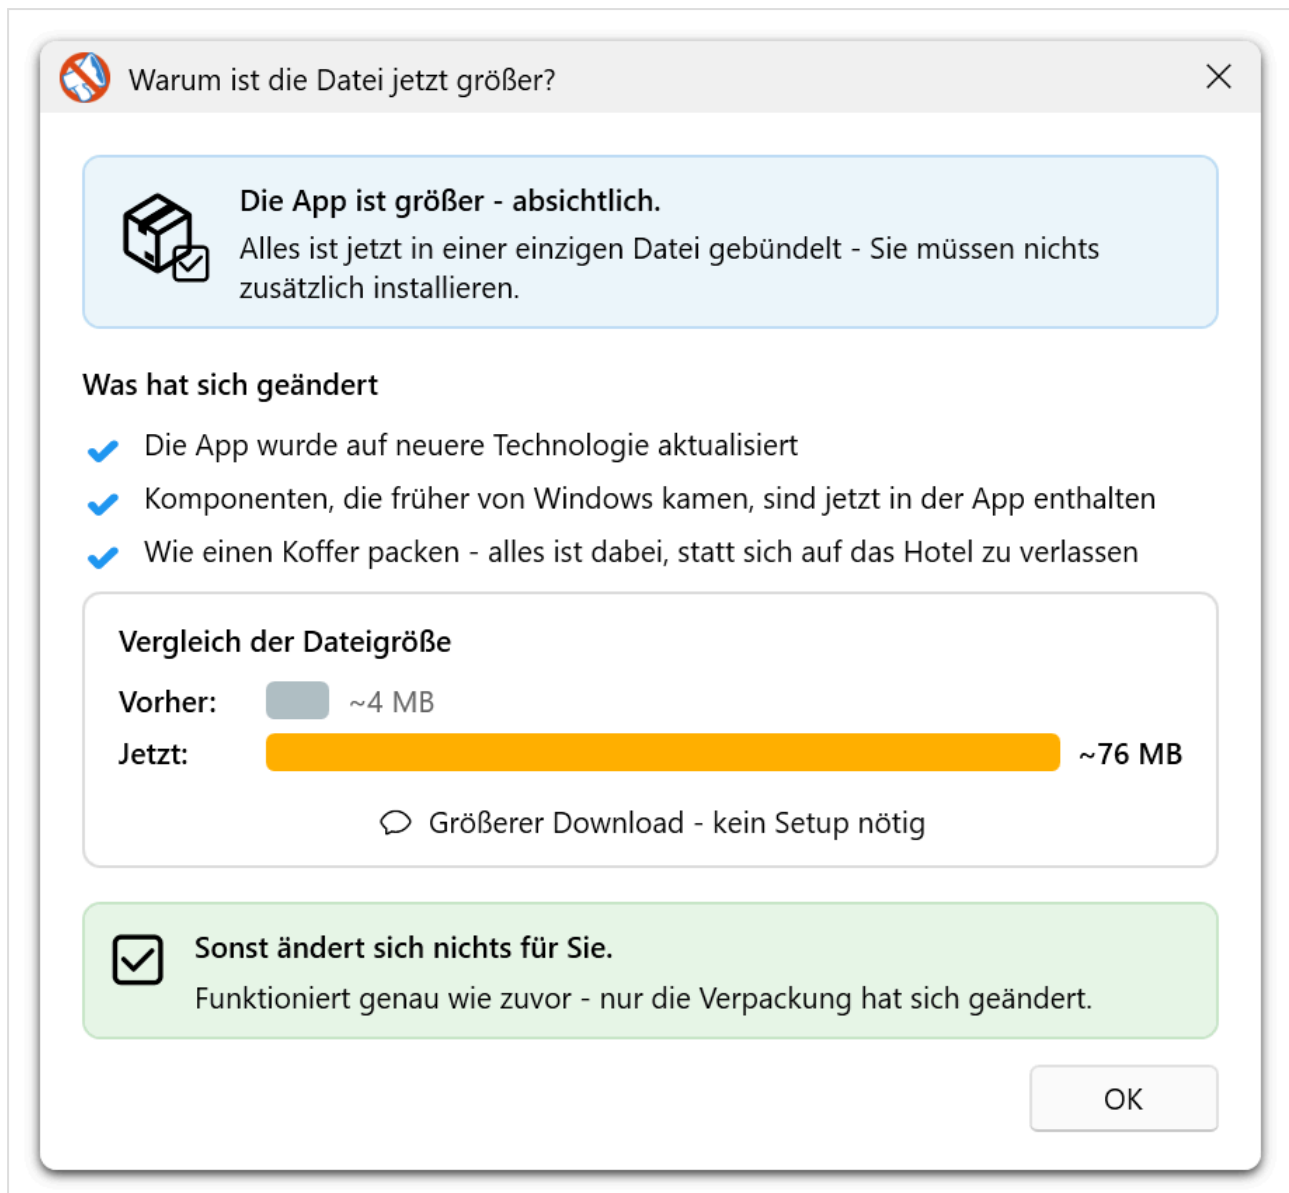 Warum ist die Datei jetzt größer?
Die App ist größer - absichtlich.
Alles ist jetzt in einer einzigen Datei gebündelt - Sie müssen nichts
zusätzlich installieren.
Was hat sich geändert
Die App wurde auf neuere Technologie aktualisiert
Komponenten, die früher von Windows kamen, sind jetzt in der App enthalten
Wie einen Koffer packen - alles ist dabei, statt sich auf das Hotel zu verlassen
Vergleich der Dateigröße
Vorher: ~4 MB
Jetzt: ~76 MB
Größerer Download - kein Setup nötig
Sonst ändert sich nichts für Sie.
Funktioniert genau wie zuvor - nur die Verpackung hat sich geändert.
OK